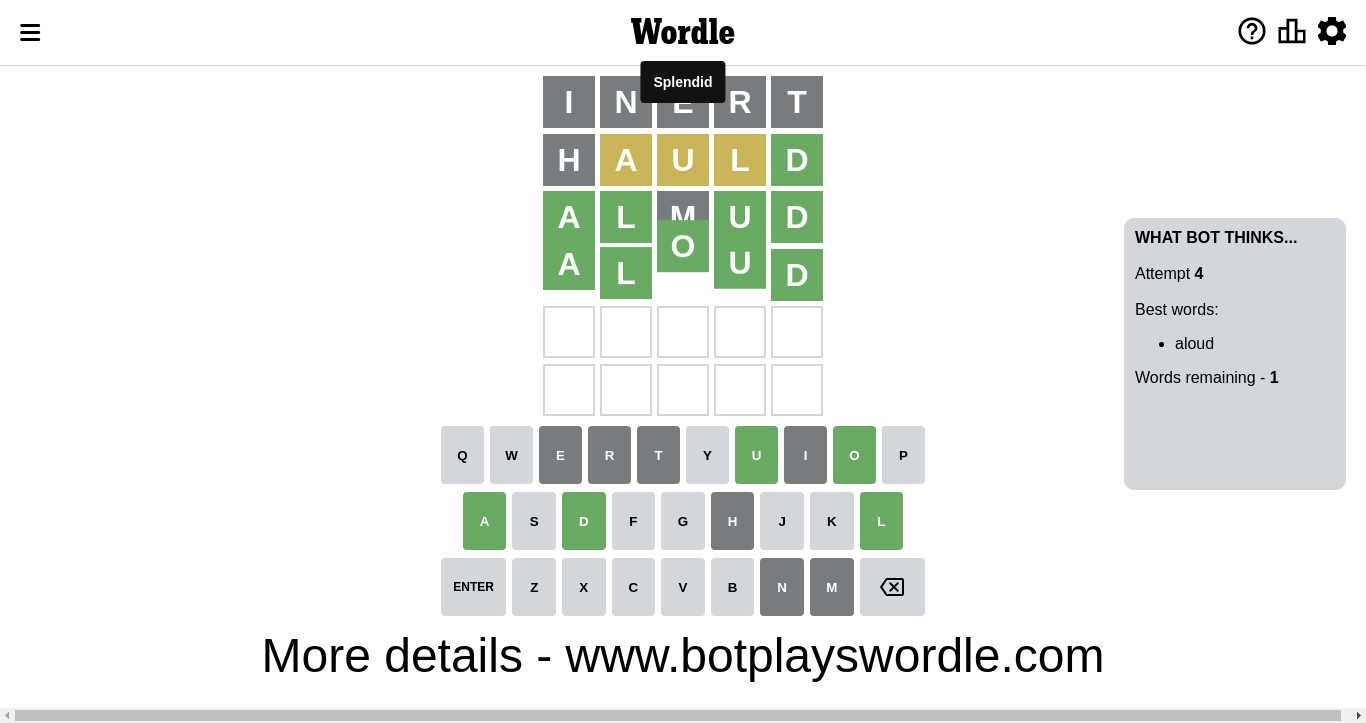 Wordle
Splendid
I N E R T
H A U L D
A L M U D
A L O U D
WHAT BOT THINKS...
Attempt 4
Best words:
• aloud
Words remaining - 1
Q W E R T Y U I O P
A S D F G H J K L
ENTER Z X C V B N M
More details - www.botplayswordle.com